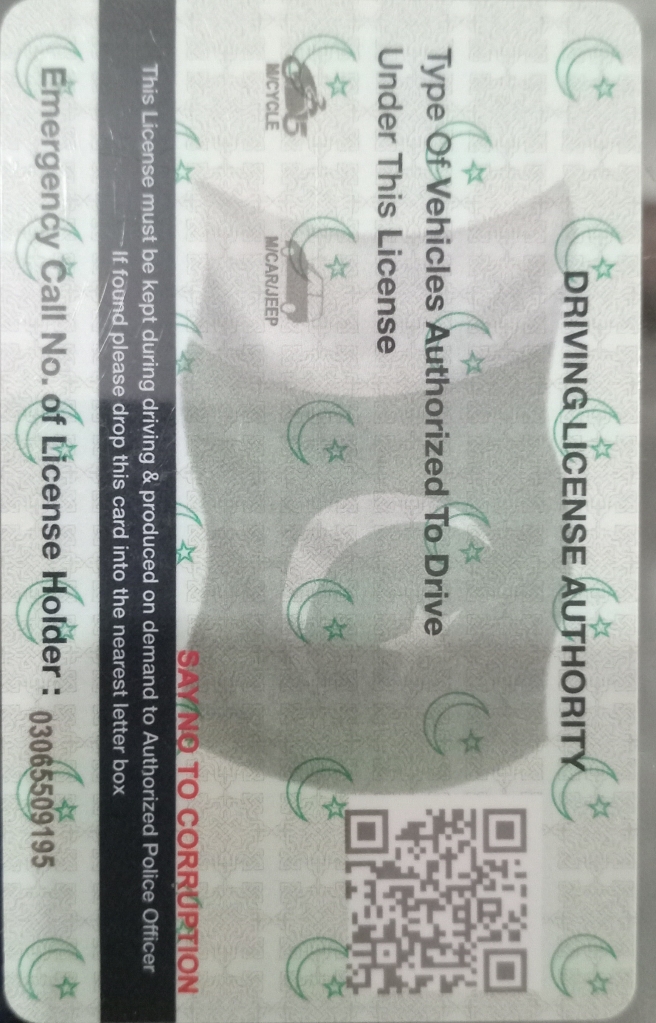 DRIVING LICENSE AUTHORITY
Type Of Vehicles Authorized To Drive
Under This License
M/CYCLE
M/CAR/JEEP
SAY NO TO CORRUPTION
This License must be kept during driving & produced on demand to Authorized Police Officer
If found please drop this card into the nearest letter box
Emergency Call No. of License Holder : 03065509195